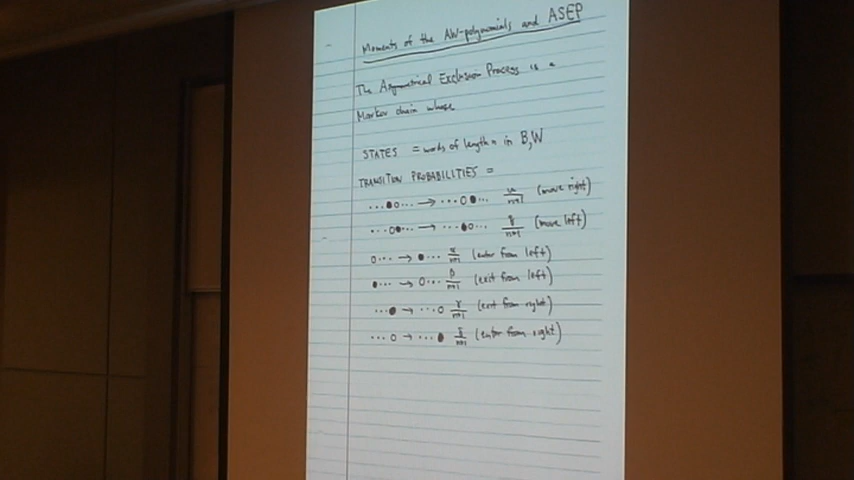 Moments of the AW-polynomials and ASEP
The Asymmetrical Exclusion Process is a
Markov chain whose
STATES = words of length n in B,W
TRANSITION PROBABILITIES =
...●○... → ...○●... u/n+1 (move right)
...○●... → ...●○... q/n+1 (move left)
○... → ●... α/n+1 (enter from left)
●... → ○... β/n+1 (exit from left)
...● → ...○ γ/n+1 (exit from right)
...○ → ...● δ/n+1 (enter from right)